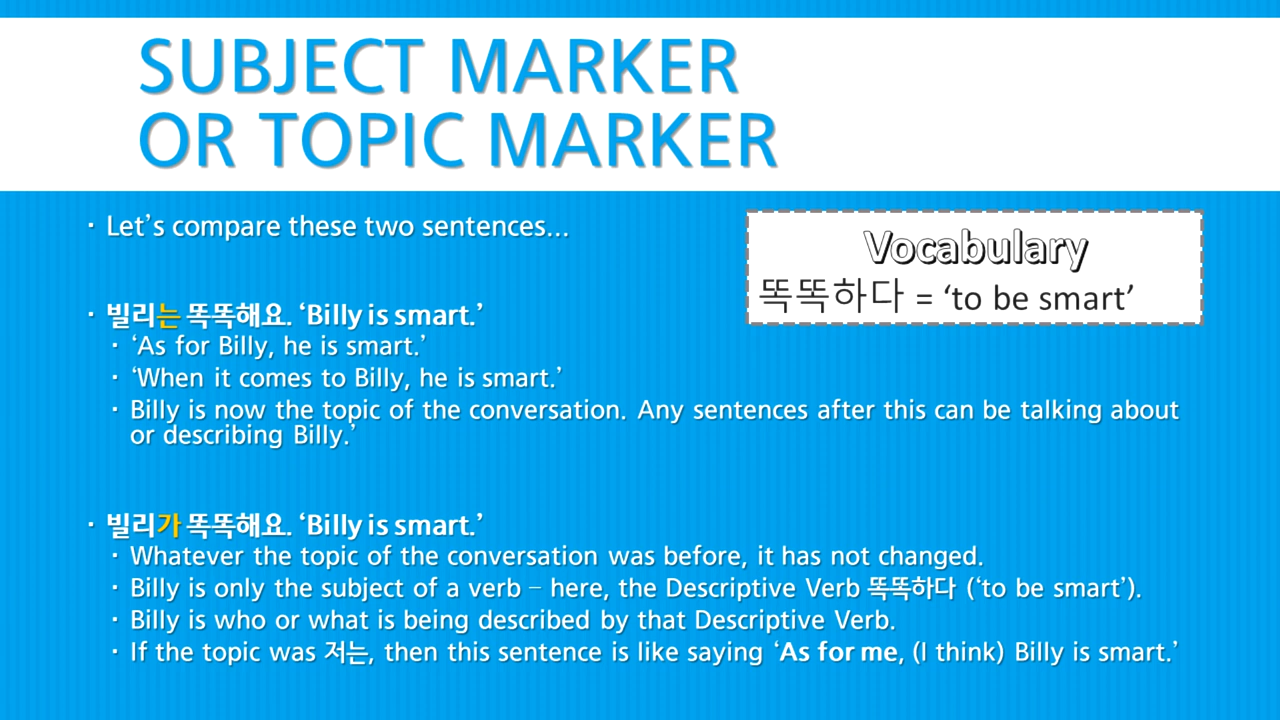 SUBJECT MARKER
OR TOPIC MARKER
· Let’s compare these two sentences...
Vocabulary
똑똑하다 = ‘to be smart’
· 빌리는 똑똑해요. ‘Billy is smart.’
· ‘As for Billy, he is smart.’
· ‘When it comes to Billy, he is smart.’
· Billy is now the topic of the conversation. Any sentences after this can be talking about
or describing Billy.’
· 빌리가 똑똑해요. ‘Billy is smart.’
· Whatever the topic of the conversation was before, it has not changed.
· Billy is only the subject of a verb – here, the Descriptive Verb 똑똑하다 (‘to be smart’).
· Billy is who or what is being described by that Descriptive Verb.
· If the topic was 저는, then this sentence is like saying ‘As for me, (I think) Billy is smart.’